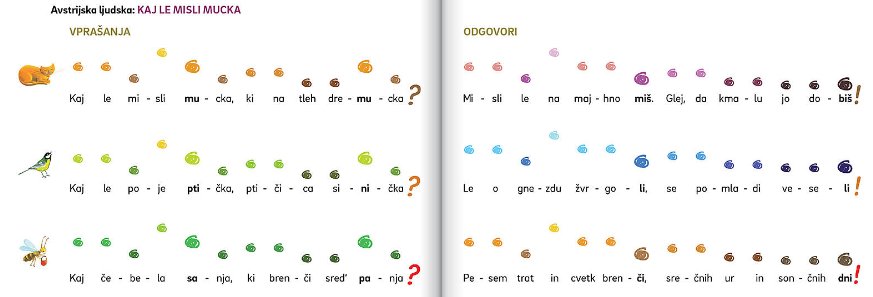 Avstrijska ljudska: KAJ LE MISLI MUCKA
VPRAŠANJA
Kaj le mi - sli mu - cka, ki na tleh dre - mu - cka?
Kaj le po - je pti - čka, pti - či - ca si - ni - čka?
Kaj če - be - la sa - nja, ki bren - či sred' pa - nja?
ODGOVORI
Mi - sli le na maj - hno miš. Glej, da kma - lu jo do - biš!
Le o gne - zdu žvr - go - li, se po - mla - di ve - se - li!
Pe - sem trat in cvetk bren - či, sre - čnih ur in son - čnih dni!